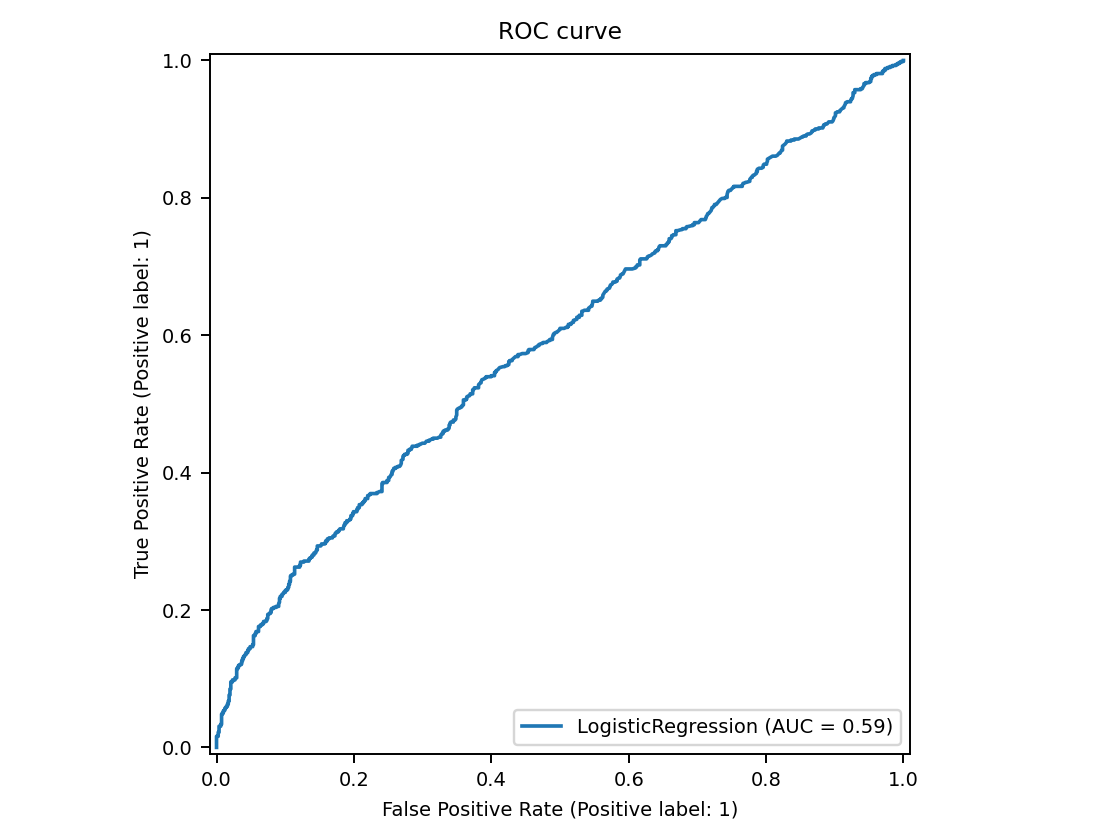 ROC curve
True Positive Rate (Positive label: 1)
1.0
0.8
0.6
0.4
0.2
0.0
LogisticRegression (AUC = 0.59)
0.0 0.2 0.4 0.6 0.8 1.0
False Positive Rate (Positive label: 1)